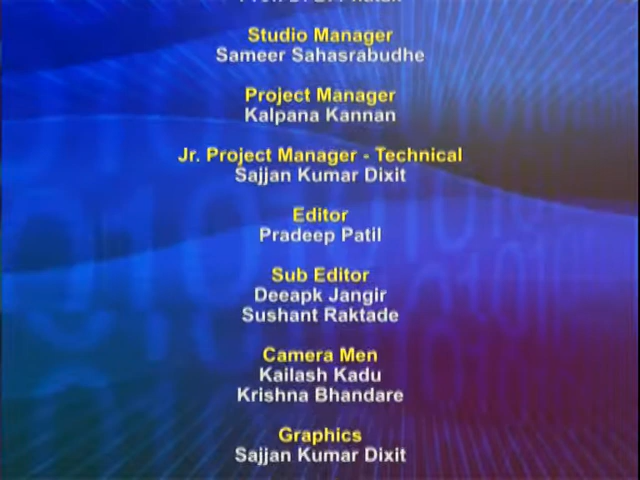 Studio Manager
Sameer Sahasrabudhe
Project Manager
Kalpana Kannan
Jr. Project Manager - Technical
Sajjan Kumar Dixit
Editor
Pradeep Patil
Sub Editor
Deeapk Jangir
Sushant Raktade
Camera Men
Kailash Kadu
Krishna Bhandare
Graphics
Sajjan Kumar Dixit